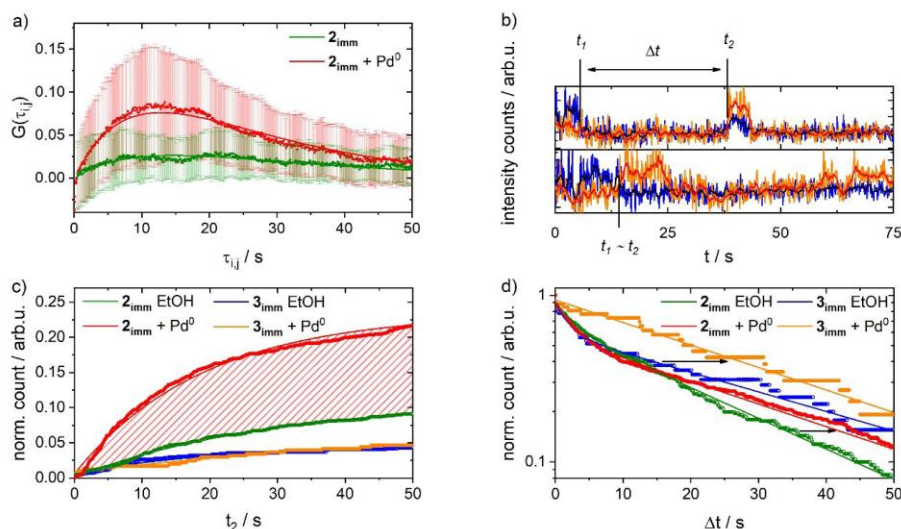 a)
2imm
2imm + Pd0
G(τi,j)
0.15
0.10
0.05
0.00
0 10 20 30 40 50
τi,j / s
b)
t1 t2
Δt
intensity counts / arb.u.
t1 ~ t2
0 25 50 75
t / s
c)
2imm EtOH 3imm EtOH
2imm + Pd0 3imm + Pd0
norm. count / arb.u.
0.25
0.20
0.15
0.10
0.05
0.00
0 10 20 30 40 50
t2 / s
d)
2imm EtOH 3imm EtOH
2imm + Pd0 3imm + Pd0
norm. count / arb.u.
1
0.1
0 10 20 30 40 50
Δt / s